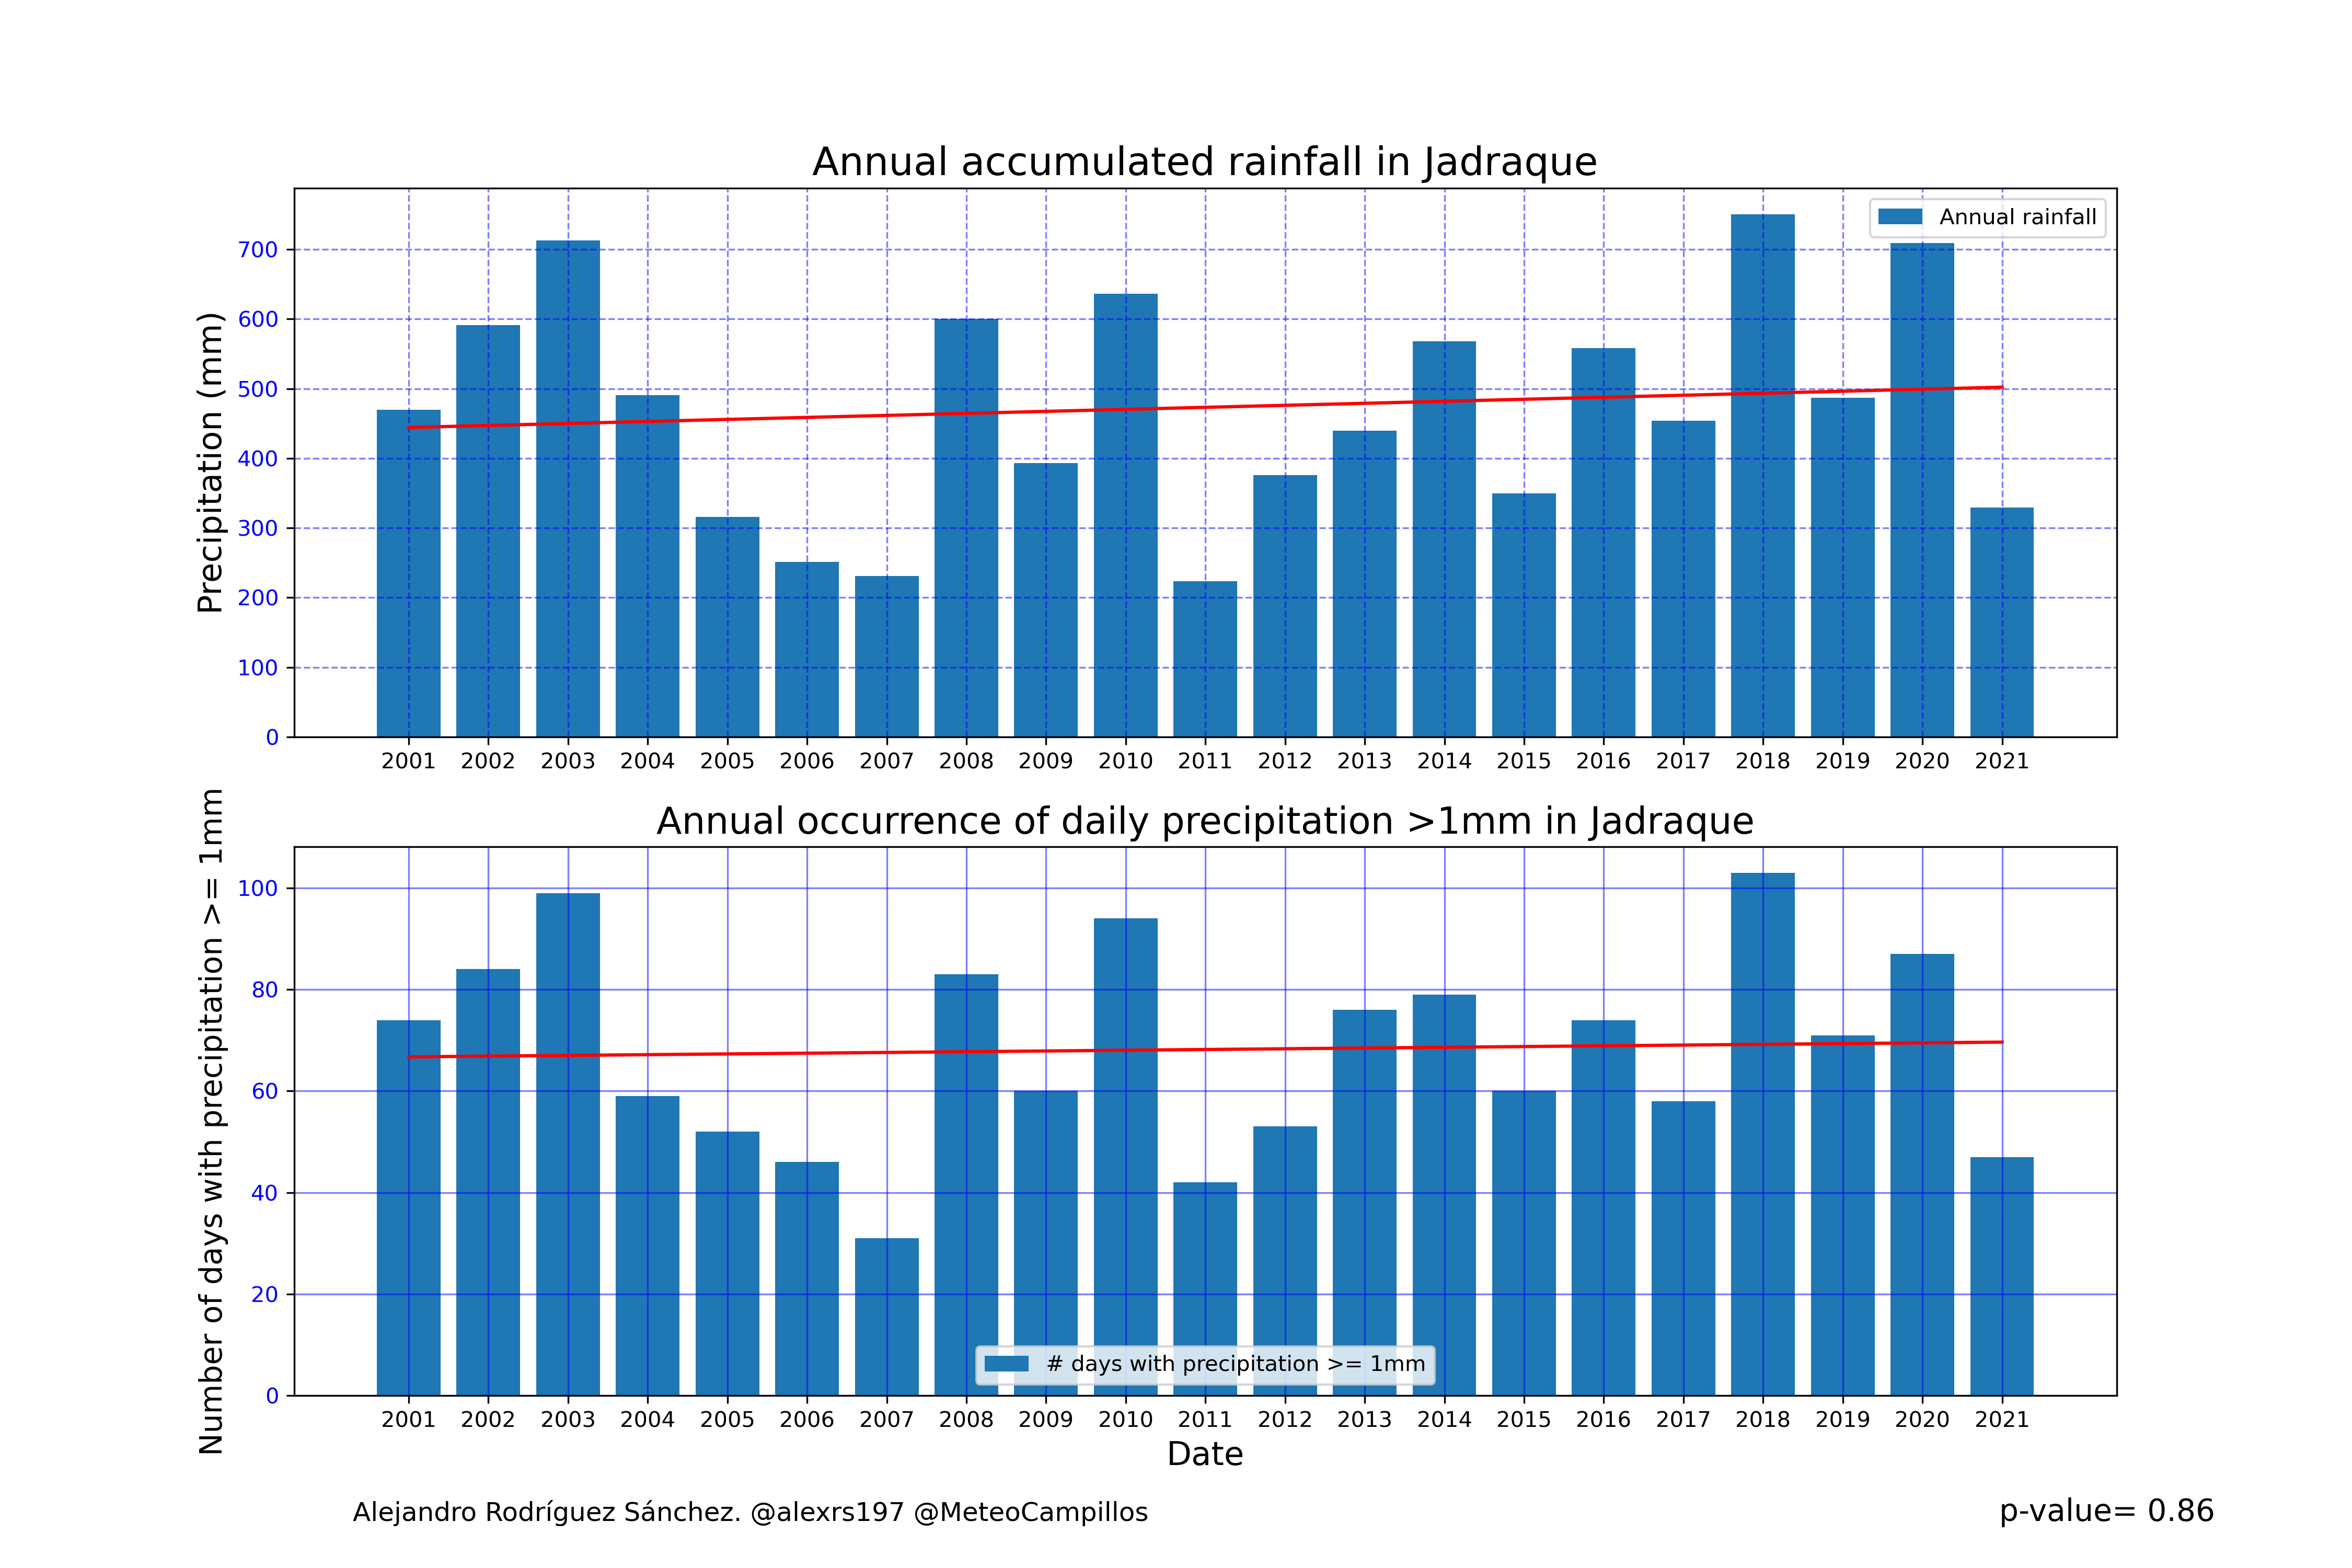 Annual accumulated rainfall in Jadraque
Precipitation (mm)
700
600
500
400
300
200
100
0
Annual rainfall
2001 2002 2003 2004 2005 2006 2007 2008 2009 2010 2011 2012 2013 2014 2015 2016 2017 2018 2019 2020 2021
Annual occurrence of daily precipitation >1mm in Jadraque
Number of days with precipitation >= 1mm
100
80
60
40
20
0
# days with precipitation >= 1mm
2001 2002 2003 2004 2005 2006 2007 2008 2009 2010 2011 2012 2013 2014 2015 2016 2017 2018 2019 2020 2021
Date
Alejandro Rodríguez Sánchez. @alexrs197 @MeteoCampillos
p-value= 0.86